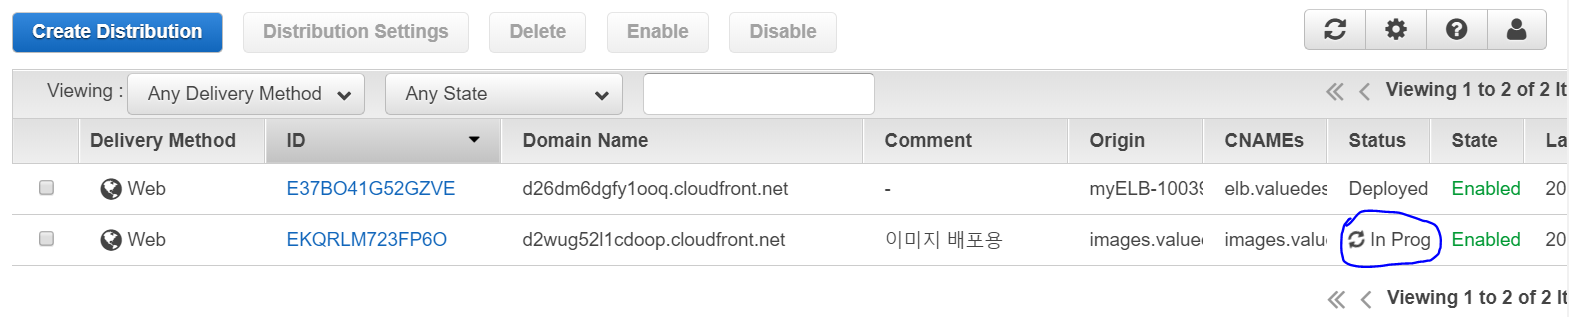 Create Distribution Distribution Settings Delete Enable Disable
Viewing : Any Delivery Method Any State Viewing 1 to 2 of 2 It
Delivery Method ID Domain Name Comment Origin CNAMEs Status State La
Web E37BO41G52GZVE d26dm6dgfy1ooq.cloudfront.net - myELB-10039 elb.valuedes Deployed Enabled 20
Web EKQRLM723FP6O d2wug52l1cdoop.cloudfront.net 이미지 배포용 images.value images.valu In Prog Enabled 20
Viewing 1 to 2 of 2 It